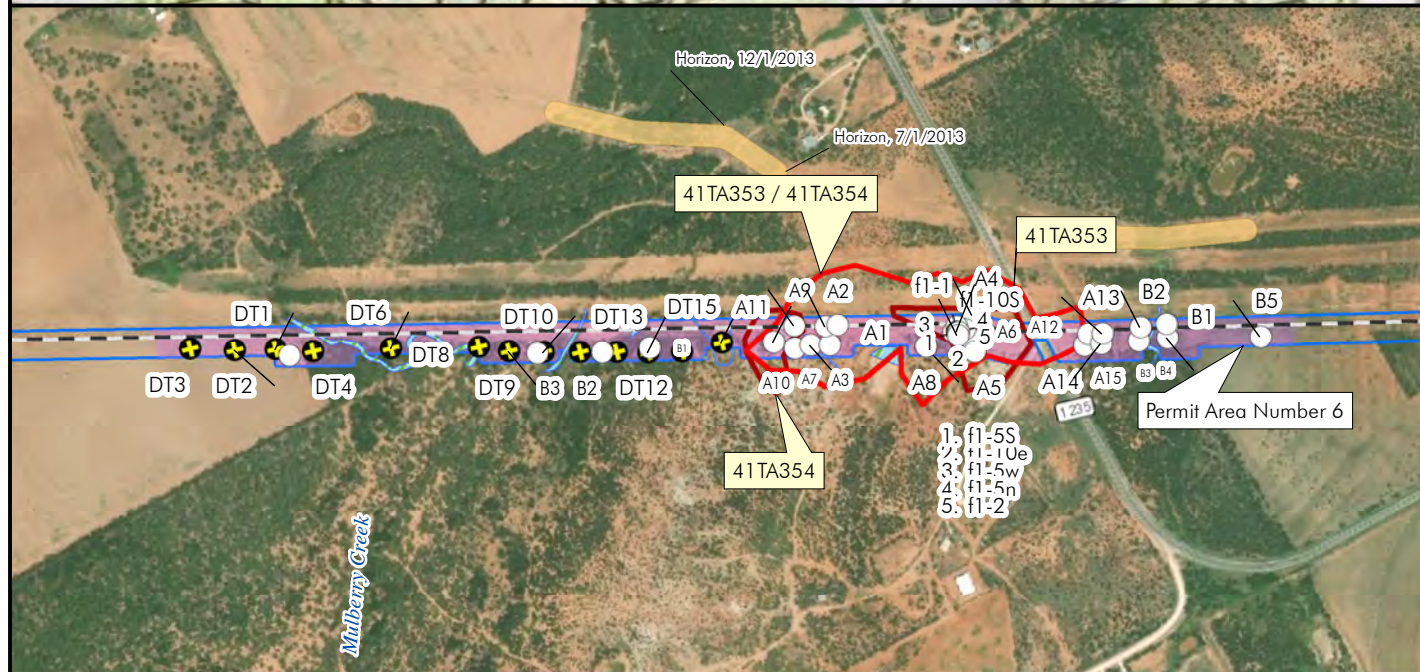 Horizon, 12/1/2013
Horizon, 7/1/2013
41TA353 / 41TA354
41TA353
f1-1
A4
f1-10S
A9
A2
A13
B2
B5
DT1
DT6
DT10
DT13
DT15
A11
A1
3
4
5
A6
A12
B1
1
2
DT3
DT2
DT4
DT8
DT9
B3
B2
DT12
B1
A10
A7
A3
A8
A5
A14
A15
B3
B4
Permit Area Number 6
1235
41TA354
1. f1-5S
2. f1-10e
3. f1-5w
4. f1-5n
5. f1-2
Mulberry Creek